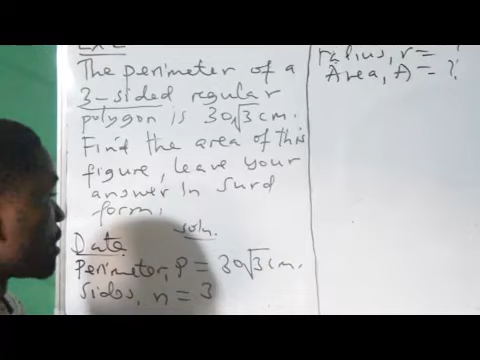 Ex 2
The perimeter of a
3-sided regular
polygon is 30√3 cm.
Find the area of this
figure, leave your
answer in surd
form.
soln.
Data
Perimeter, P = 30√3 cm.
Sides, n = 3
radius, r = ?
Area, A = ?